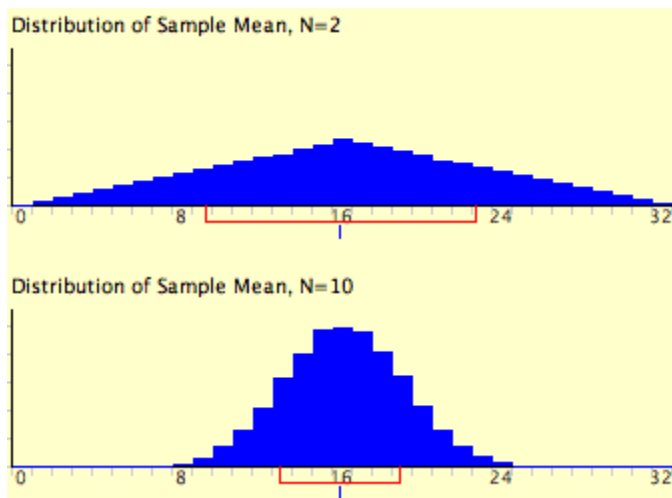 Distribution of Sample Mean, N=2
0 8 16 24 32
Distribution of Sample Mean, N=10
0 8 16 24 32